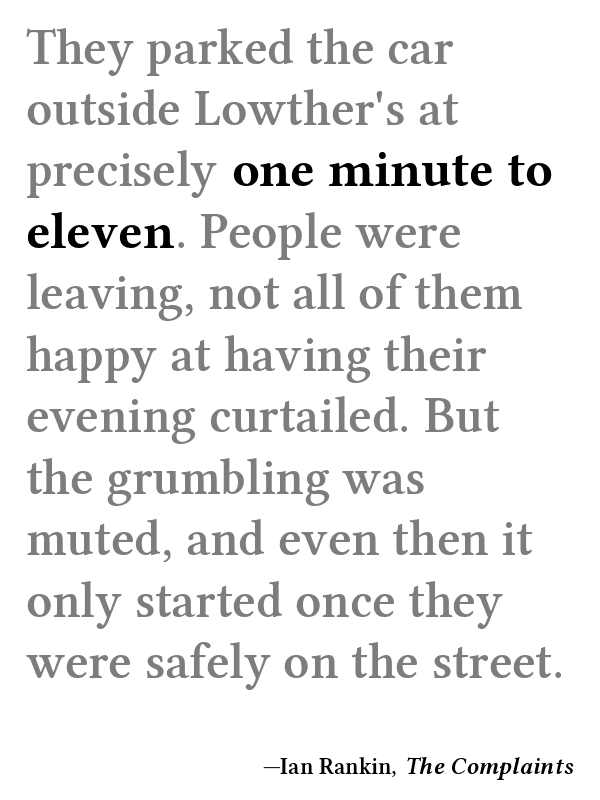 They parked the car
outside Lowther's at
precisely one minute to
eleven. People were
leaving, not all of them
happy at having their
evening curtailed. But
the grumbling was
muted, and even then it
only started once they
were safely on the street.
—Ian Rankin, The Complaints